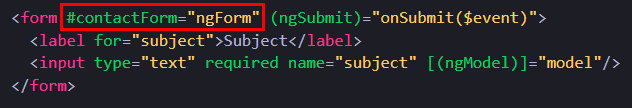 <form #contactForm="ngForm" (ngSubmit)="onSubmit($event)">
<label for="subject">Subject</label>
<input type="text" required name="subject" [(ngModel)]="model"/>
</form>